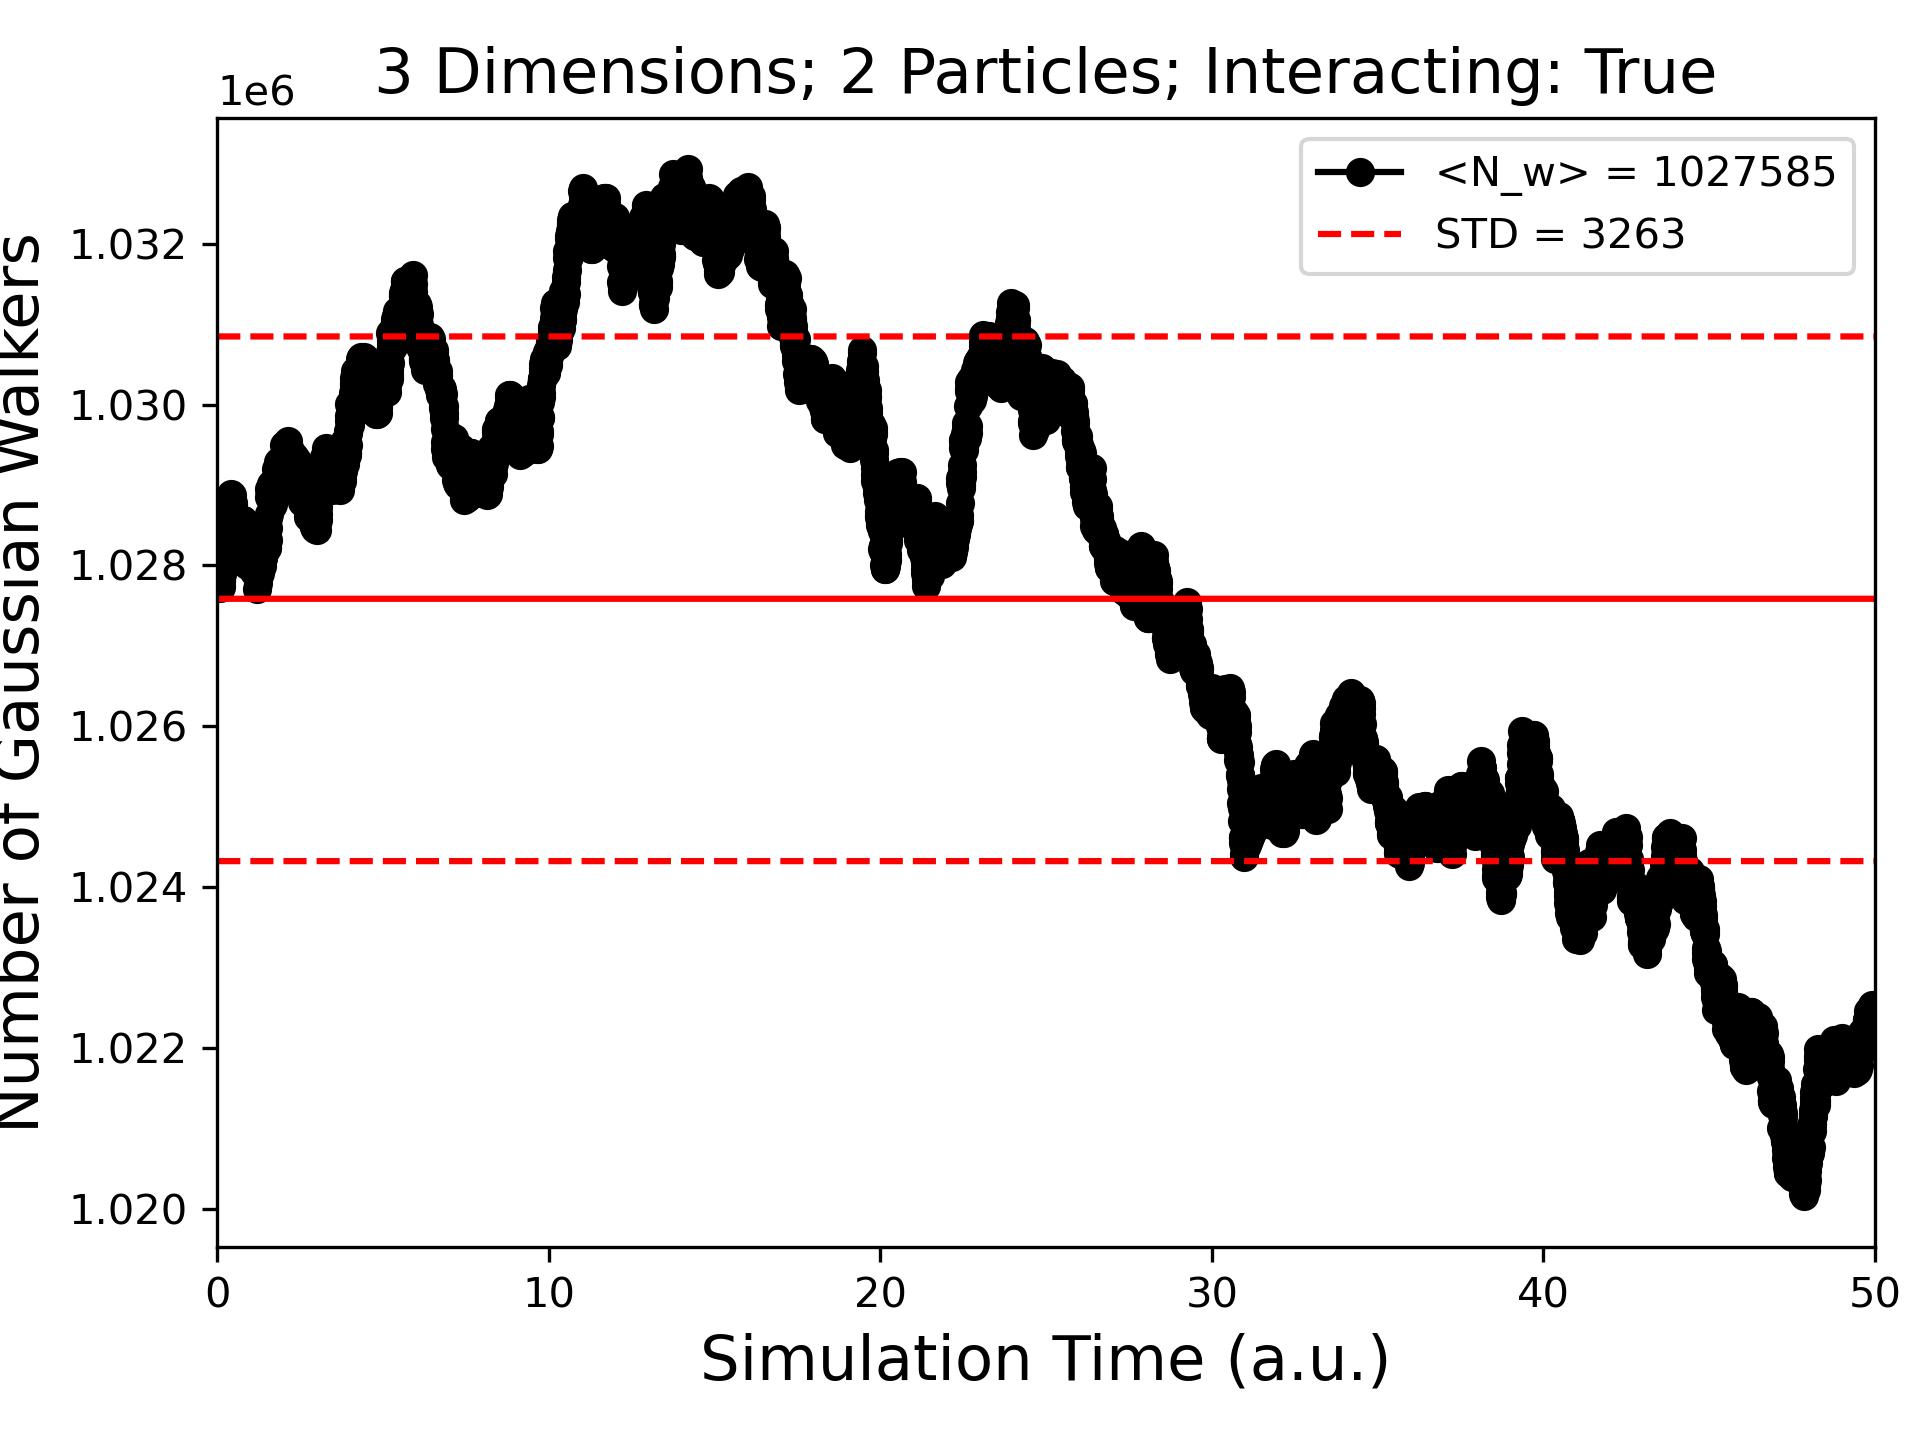 3 Dimensions; 2 Particles; Interacting: True
1e6
<N_w> = 1027585
STD = 3263
Number of Gaussian Walkers
1.032
1.030
1.028
1.026
1.024
1.022
1.020
0 10 20 30 40 50
Simulation Time (a.u.)